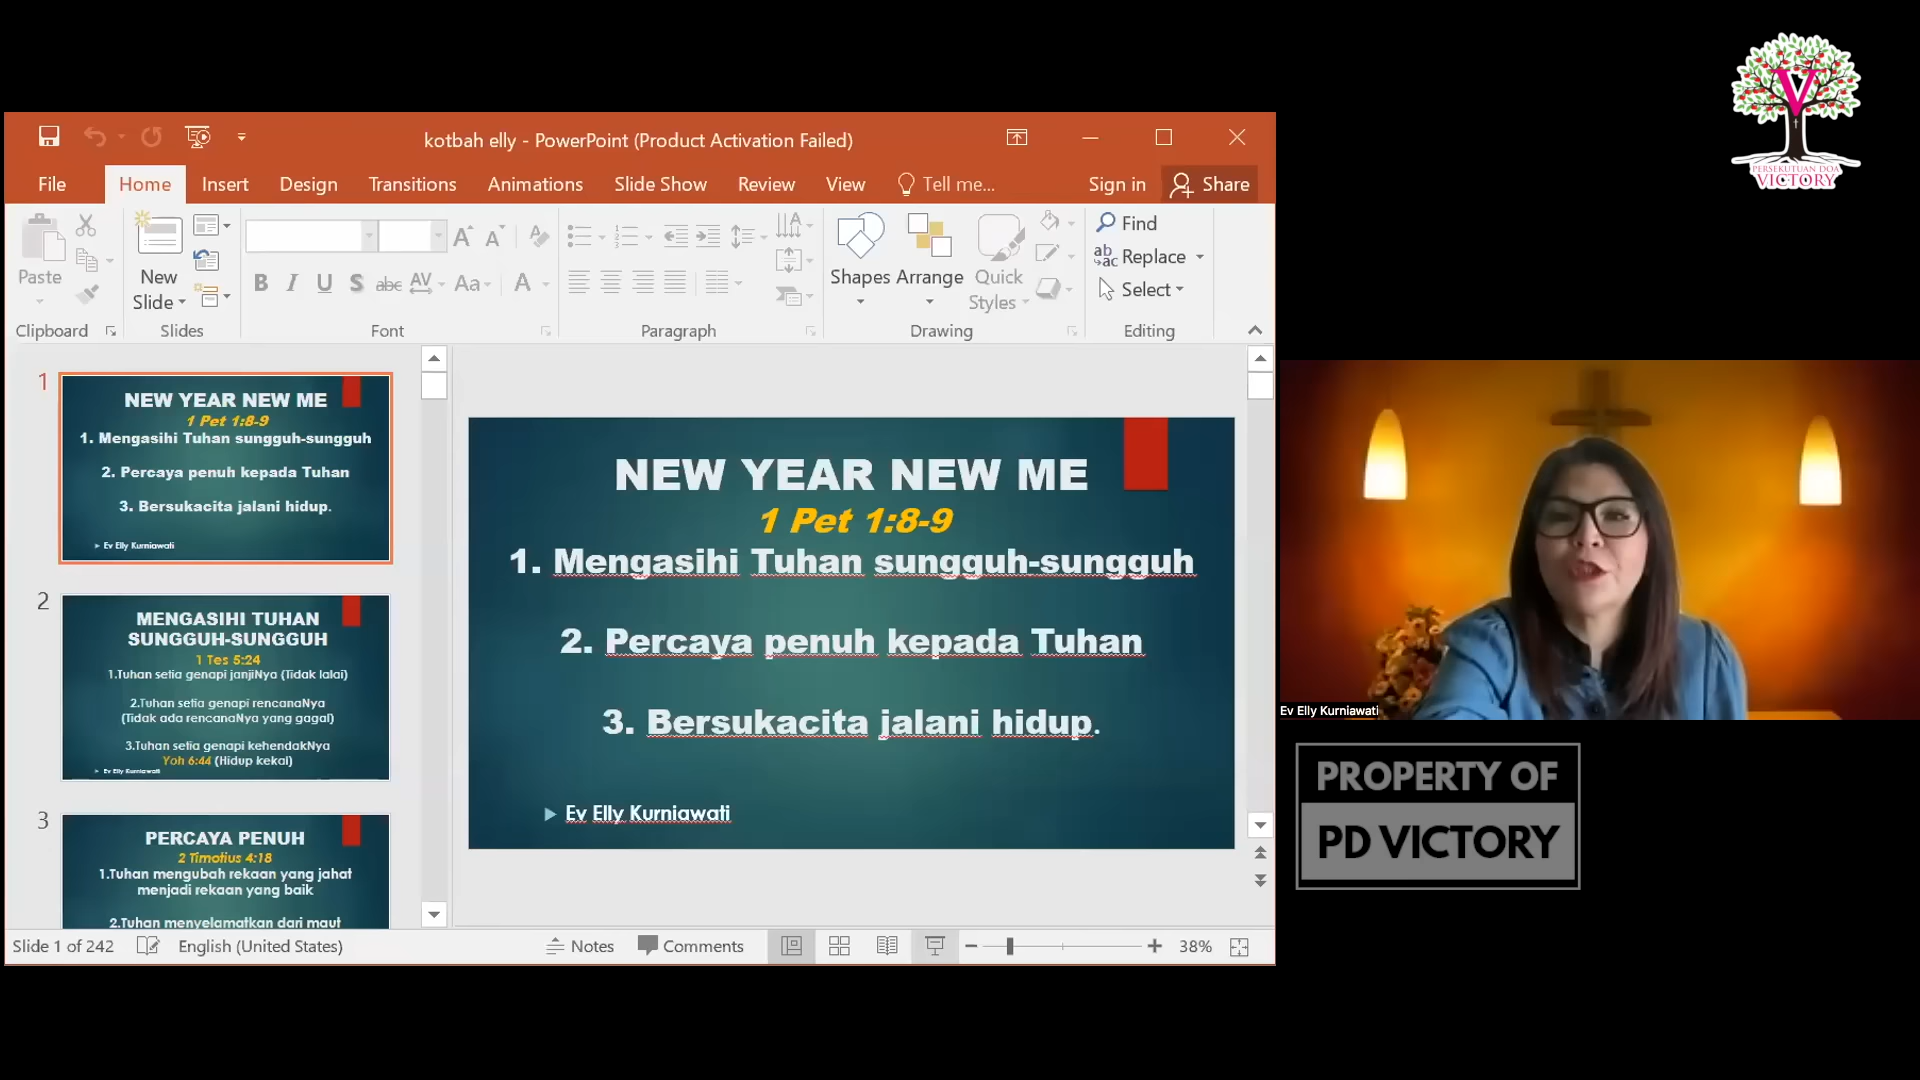 kotbah elly - PowerPoint (Product Activation Failed)
File Home Insert Design Transitions Animations Slide Show Review View Tell me... Sign in Share
Paste
New
Slide
B I U S abc AV Aa A
Shapes Arrange Quick
Styles
Find
Replace
Select
Clipboard Slides Font Paragraph Drawing Editing
1
NEW YEAR NEW ME
1 Pet 1:8-9
1. Mengasihi Tuhan sungguh-sungguh
2. Percaya penuh kepada Tuhan
3. Bersukacita jalani hidup.
Ev Elly Kurniawati
2
MENGASIHI TUHAN
SUNGGUH-SUNGGUH
1 Tes 5:24
1.Tuhan setia genapi janjiNya (Tidak lalai)
2.Tuhan setia genapi rencanaNya
(Tidak ada rencanaNya yang gagal)
3.Tuhan setia genapi kehendakNya
Yoh 6:44 (Hidup kekal)
Ev Elly Kurniawati
3
PERCAYA PENUH
2 Timotius 4:18
1.Tuhan mengubah rekaan yang jahat
menjadi rekaan yang baik
2.Tuhan menyelamatkan dari maut
NEW YEAR NEW ME
1 Pet 1:8-9
1. Mengasihi Tuhan sungguh-sungguh
2. Percaya penuh kepada Tuhan
3. Bersukacita jalani hidup.
Ev Elly Kurniawati
Slide 1 of 242 English (United States) Notes Comments 38%
V
PERSEKUTUAN DOA
VICTORY
Ev Elly Kurniawati
PROPERTY OF
PD VICTORY